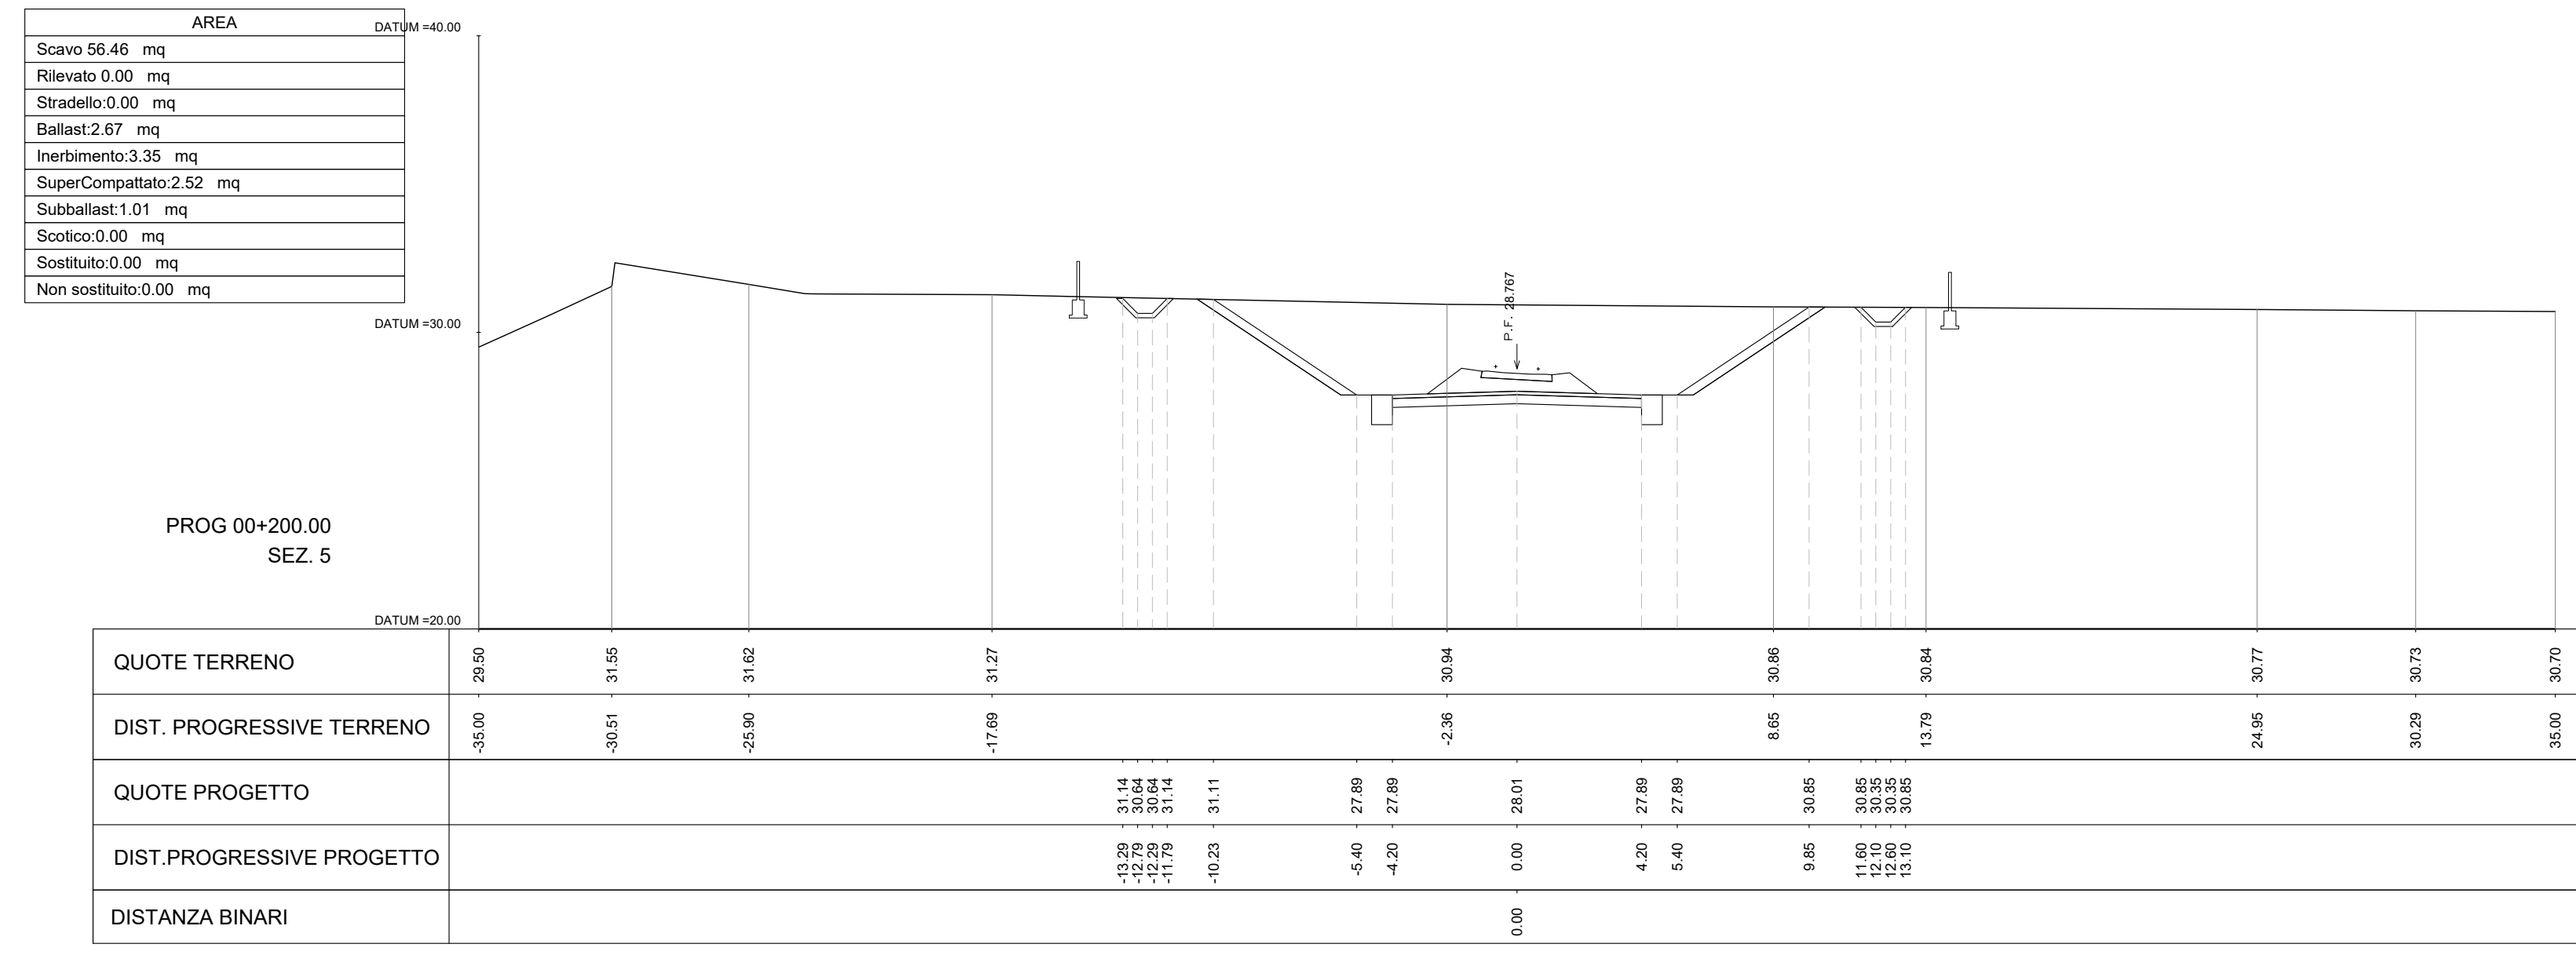 AREA
Scavo 56.46 mq
Rilevato 0.00 mq
Stradello:0.00 mq
Ballast:2.67 mq
Inerbimento:3.35 mq
SuperCompattato:2.52 mq
Subballast:1.01 mq
Scotico:0.00 mq
Sostituito:0.00 mq
Non sostituito:0.00 mq
DATUM =40.00
DATUM =30.00
P.F. 28.767
PROG 00+200.00
SEZ. 5
DATUM =20.00
QUOTE TERRENO 29.50 31.55 31.62 31.27 30.94 30.86 30.84 30.77 30.73 30.70
DIST. PROGRESSIVE TERRENO -35.00 -30.51 -25.90 -17.69 -2.36 8.65 13.79 24.95 30.29 35.00
QUOTE PROGETTO 31.14 30.64 30.64 31.14 31.11 27.89 27.89 28.01 27.89 27.89 30.85 30.85 30.35 30.35 30.85
DIST.PROGRESSIVE PROGETTO -13.29 -12.79 -12.29 -11.79 -10.23 -5.40 -4.20 0.00 4.20 5.40 9.85 11.60 12.10 12.60 13.10
DISTANZA BINARI 0.00